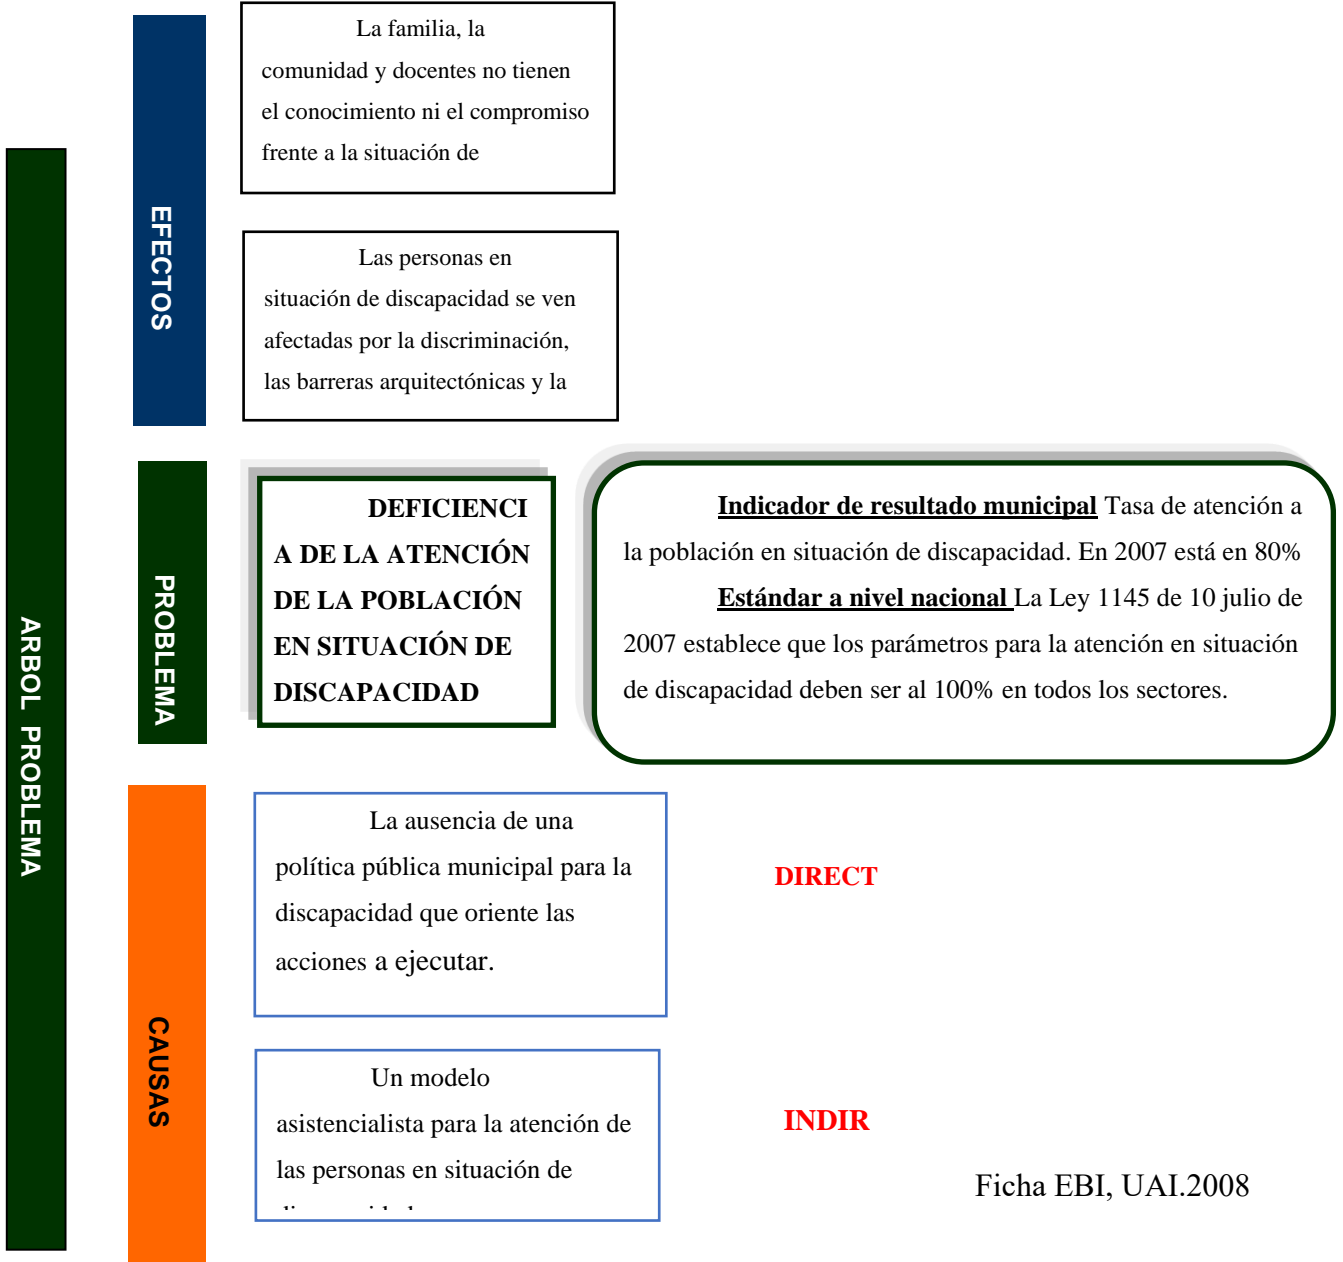 ARBOL PROBLEMA
EFECTOS
La familia, la
comunidad y docentes no tienen
el conocimiento ni el compromiso
frente a la situación de
Las personas en
situación de discapacidad se ven
afectadas por la discriminación,
las barreras arquitectónicas y la
PROBLEMA
DEFICIENCI
A DE LA ATENCIÓN
DE LA POBLACIÓN
EN SITUACIÓN DE
DISCAPACIDAD
Indicador de resultado municipal Tasa de atención a
la población en situación de discapacidad. En 2007 está en 80%
Estándar a nivel nacional La Ley 1145 de 10 julio de
2007 establece que los parámetros para la atención en situación
de discapacidad deben ser al 100% en todos los sectores.
CAUSAS
La ausencia de una
política pública municipal para la
discapacidad que oriente las
acciones a ejecutar.
DIRECT
Un modelo
asistencialista para la atención de
las personas en situación de
INDIR
Ficha EBI, UAI.2008